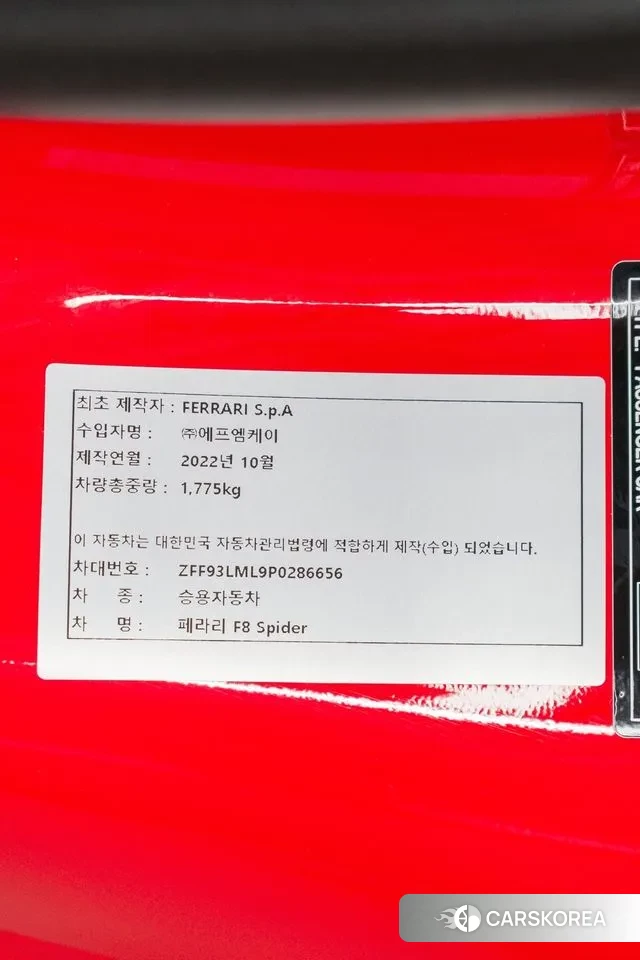 최초 제작자 : FERRARI S.p.A
수입자명 : ㈜에프엠케이
제작연월 : 2022년 10월
차량총중량 : 1,775kg
이 자동차는 대한민국 자동차관리법령에 적합하게 제작(수입) 되었습니다.
차대번호 : ZFF93LML9P0286656
차 종 : 승용자동차
차 명 : 페라리 F8 Spider
PASSENGER CAR
CARSKOREA